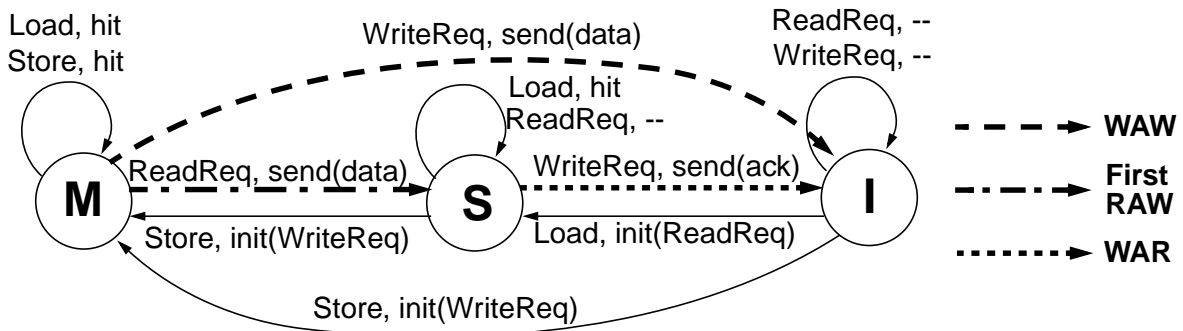 Load, hit
Store, hit
WriteReq, send(data)
ReadReq, --
WriteReq, --
Load, hit
ReadReq, --
WAW
M
ReadReq, send(data)
S
WriteReq, send(ack)
I
First
RAW
Store, init(WriteReq)
Load, init(ReadReq)
WAR
Store, init(WriteReq)